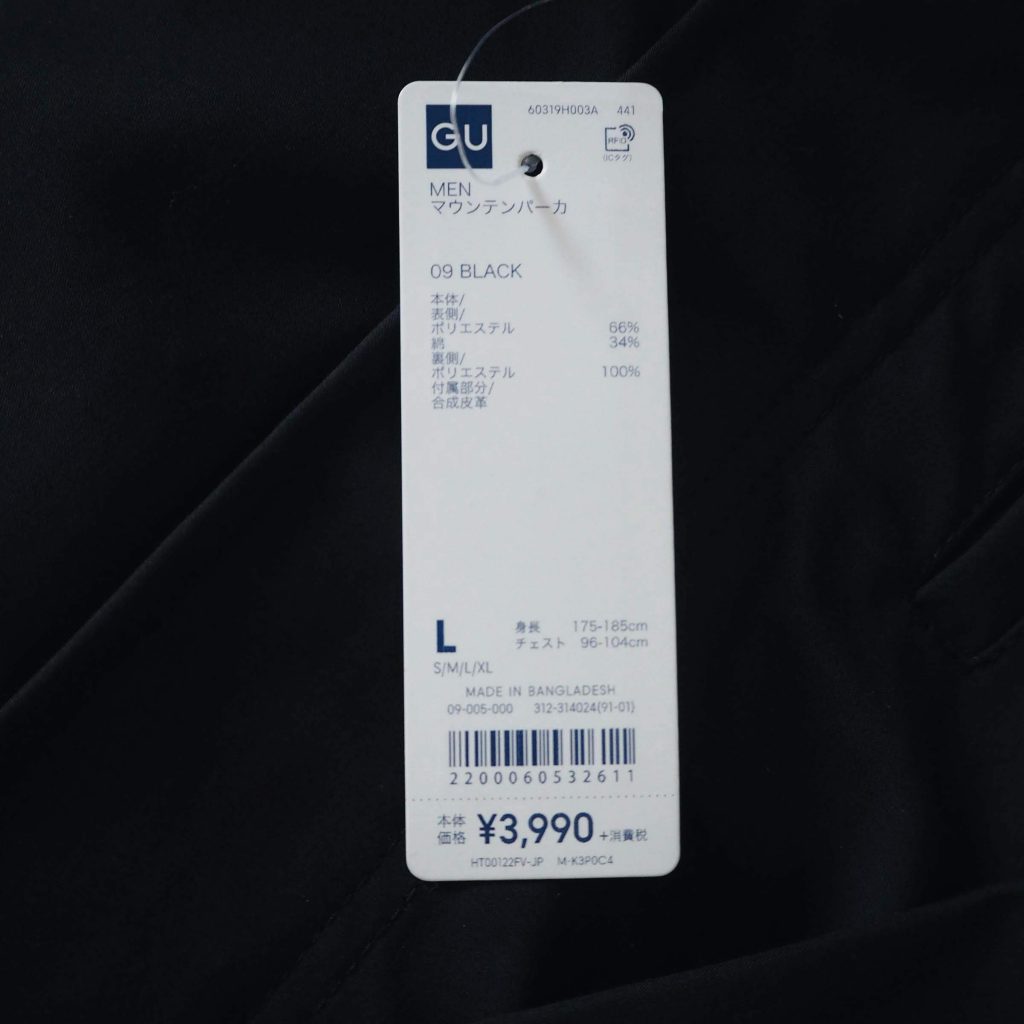 60319H003A 441
GU
RFID
(ICタグ)
MEN
マウンテンパーカ
09 BLACK
本体/
表側/
ポリエステル 66%
綿 34%
裏側/
ポリエステル 100%
付属部分/
合成皮革
L 身長 175-185cm
チェスト 96-104cm
S/M/L/XL
MADE IN BANGLADESH
09-005-000 312-314024(91-01)
2200060532611
本体
価格 ¥3,990 +消費税
HT00122FV-JP M-K3P0C4